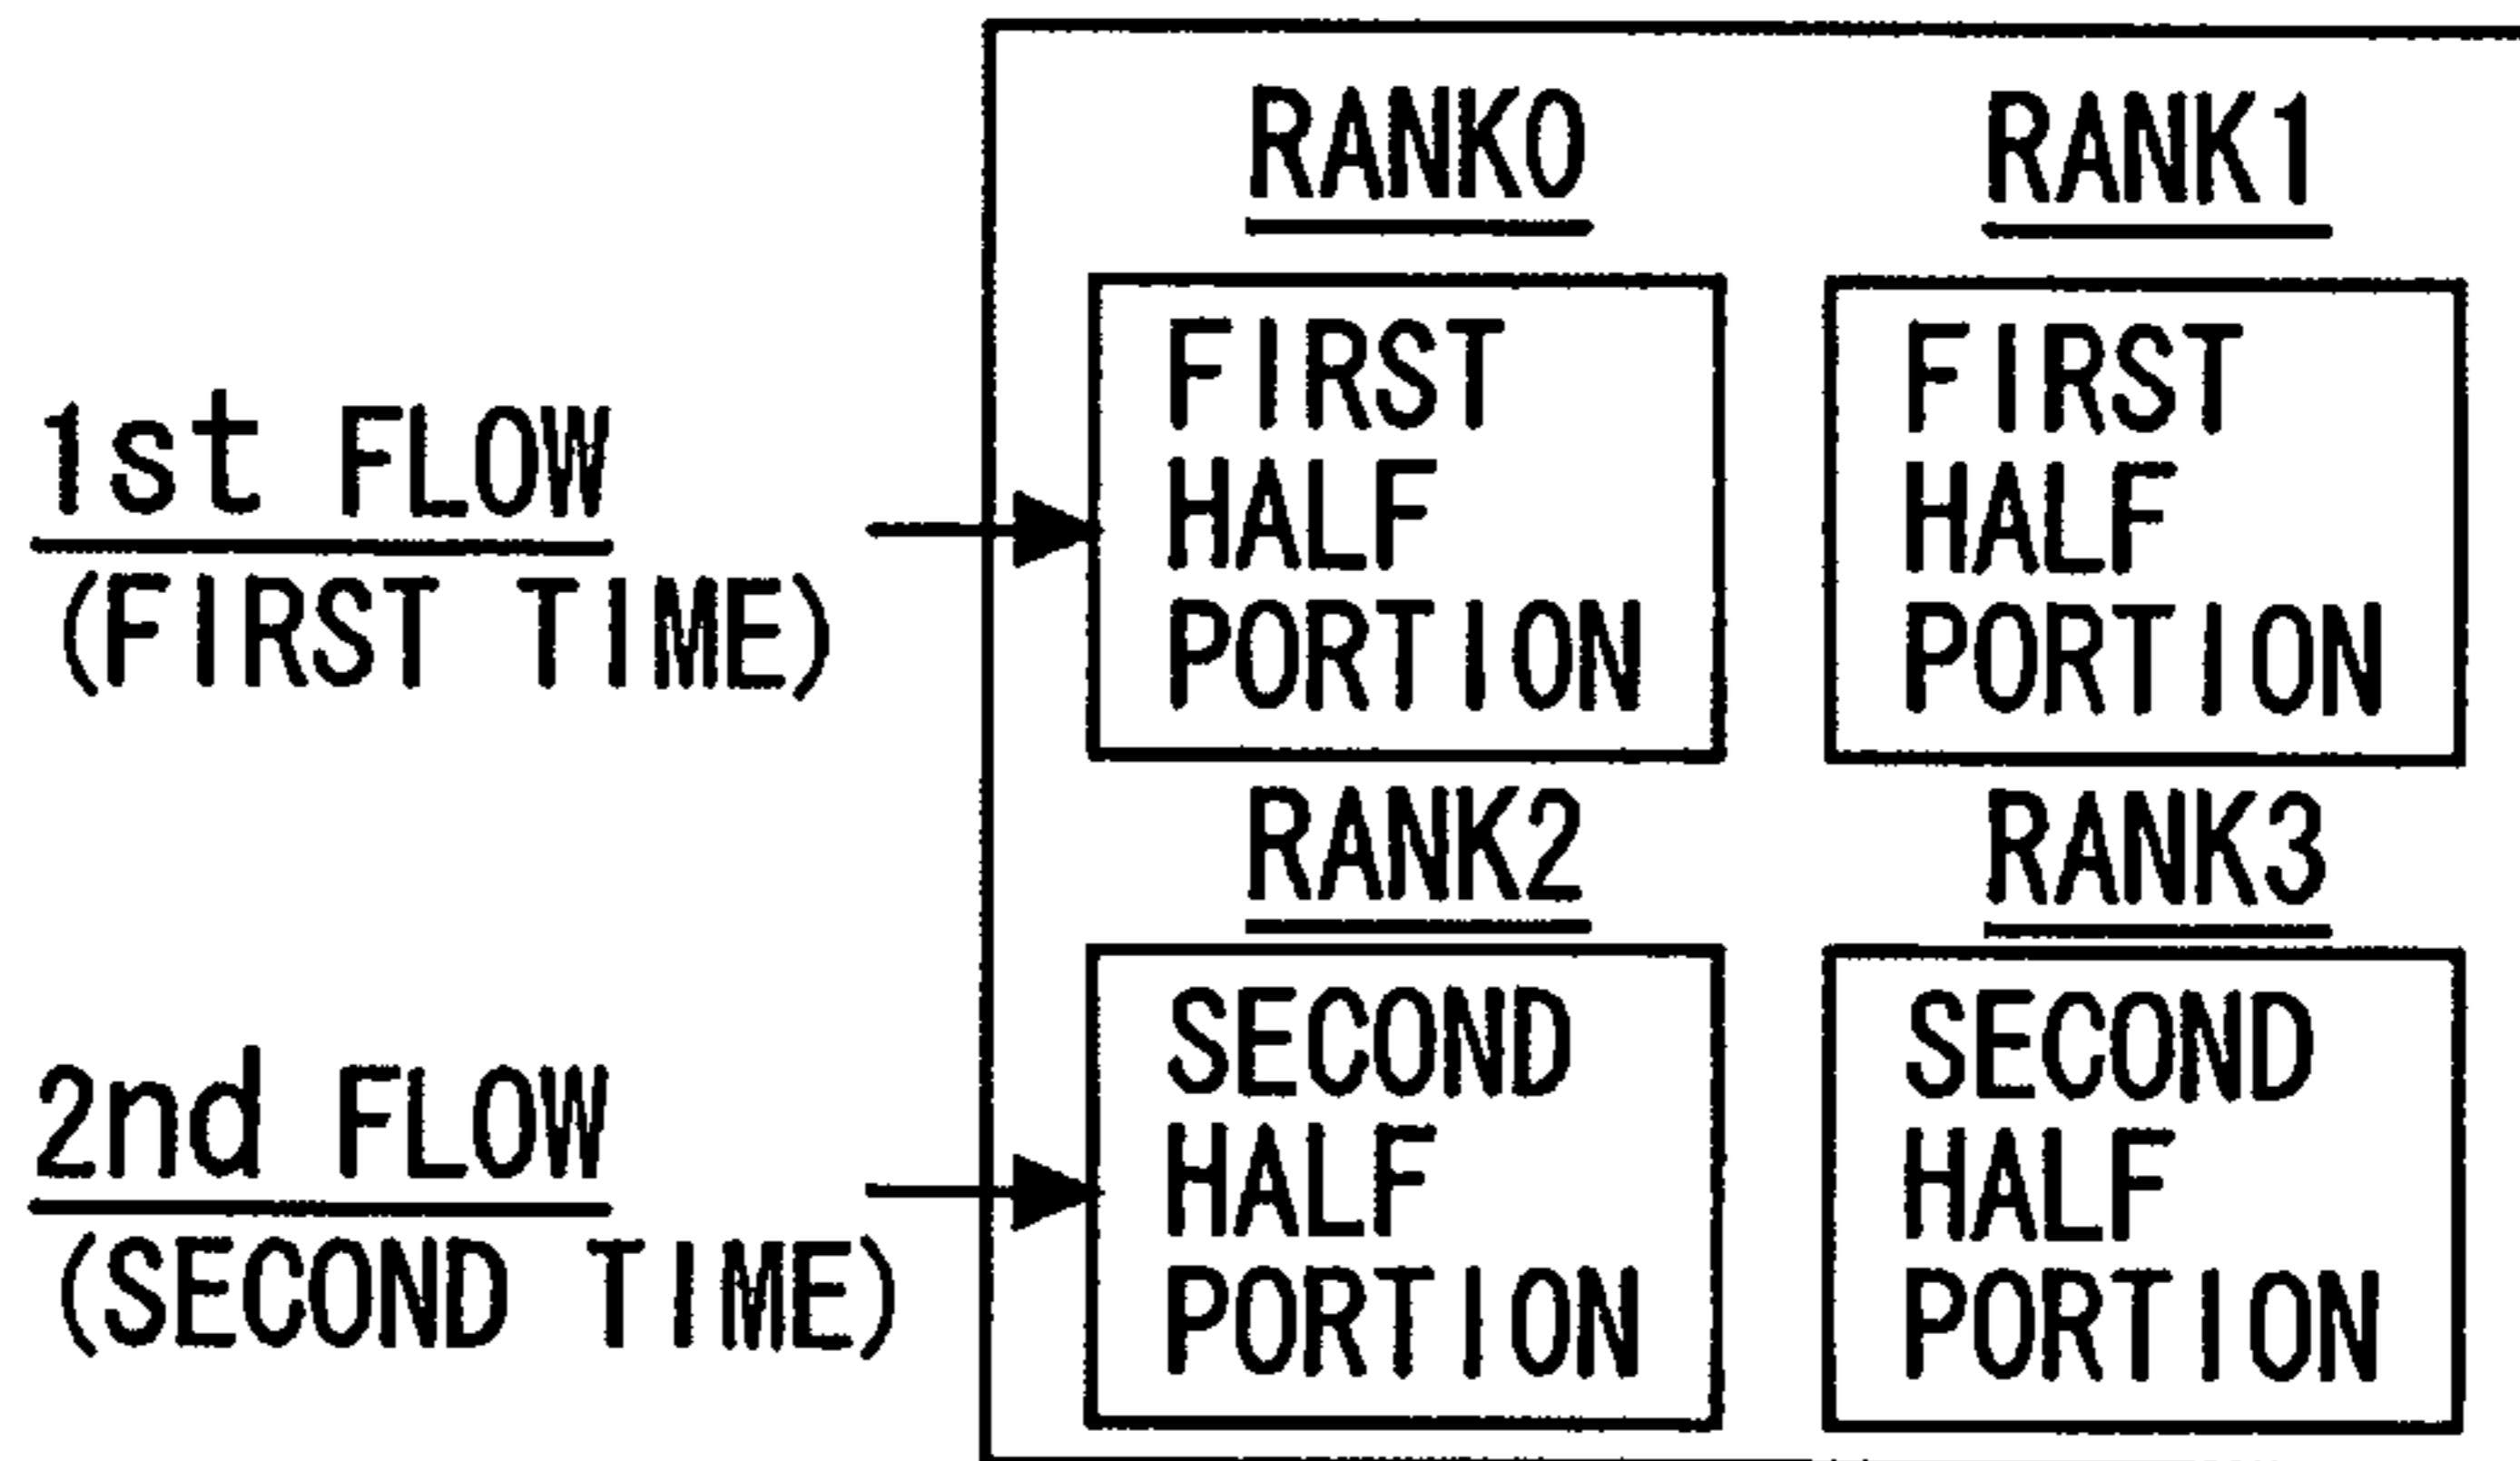 RANK0 RANK1
1st FLOW
(FIRST TIME)
FIRST
HALF
PORTION
FIRST
HALF
PORTION
RANK2 RANK3
2nd FLOW
(SECOND TIME)
SECOND
HALF
PORTION
SECOND
HALF
PORTION